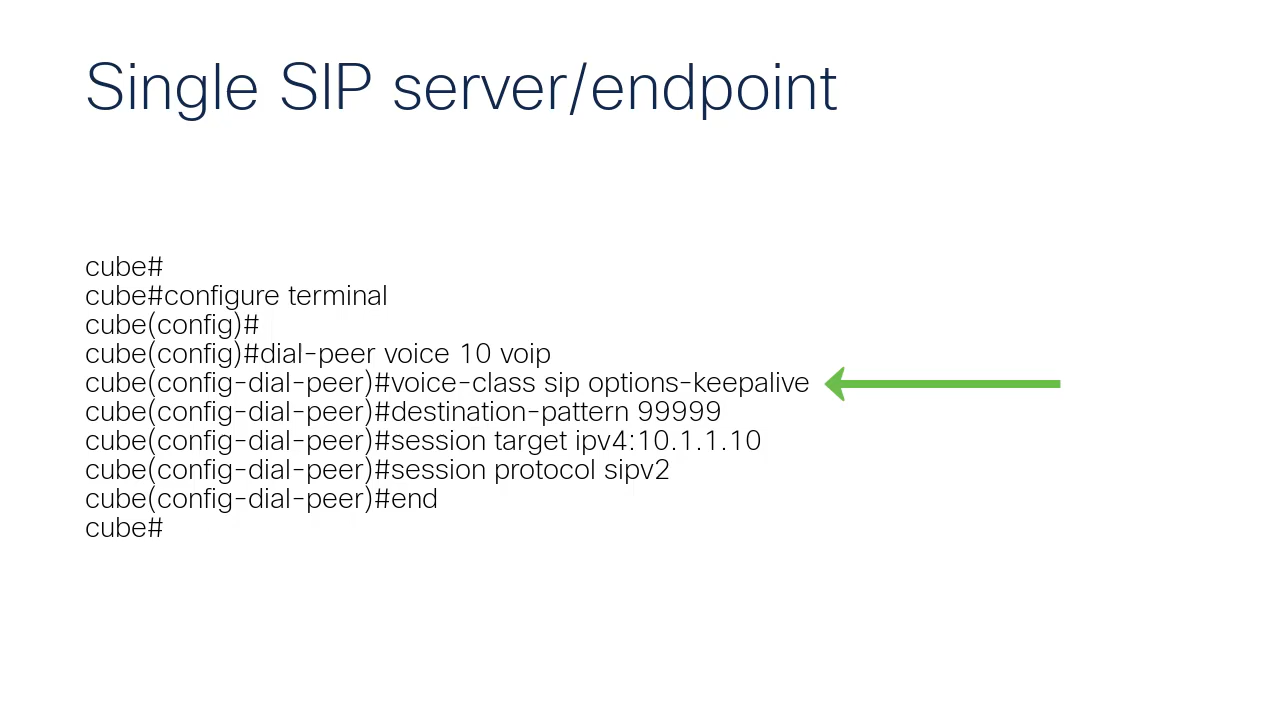 Single SIP server/endpoint
cube#
cube#configure terminal
cube(config)#
cube(config)#dial-peer voice 10 voip
cube(config-dial-peer)#voice-class sip options-keepalive
cube(config-dial-peer)#destination-pattern 99999
cube(config-dial-peer)#session target ipv4:10.1.1.10
cube(config-dial-peer)#session protocol sipv2
cube(config-dial-peer)#end
cube#